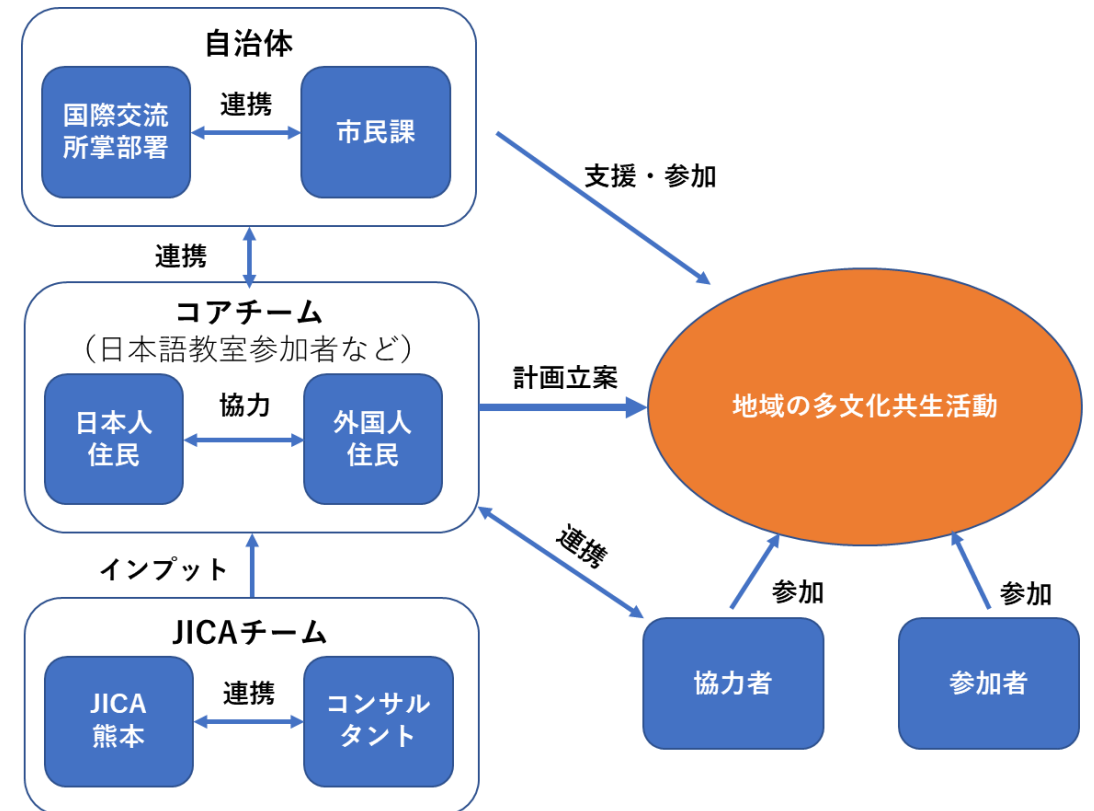 自治体
国際交流
所掌部署
連携
市民課
支援・参加
連携
コアチーム
（日本語教室参加者など）
日本人
住民
協力
外国人
住民
計画立案
地域の多文化共生活動
インプット
連携
参加
参加
JICAチーム
JICA
熊本
連携
コンサル
タント
協力者
参加者